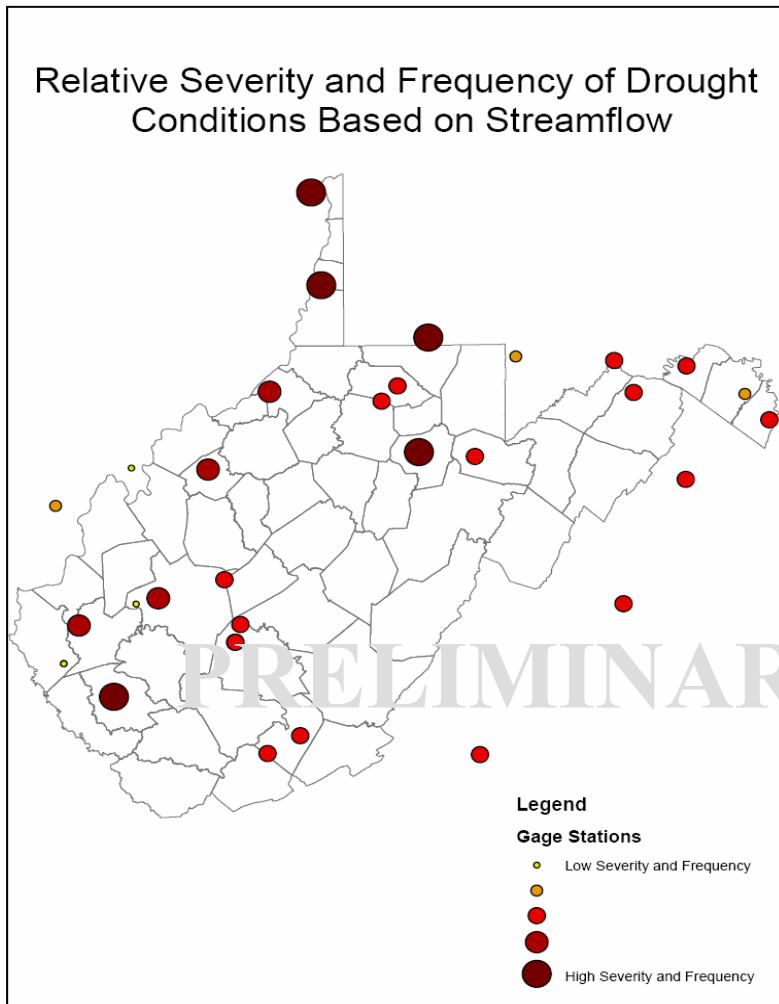 Relative Severity and Frequency of Drought
Conditions Based on Streamflow
PRELIMINAR
Legend
Gage Stations
Low Severity and Frequency
High Severity and Frequency